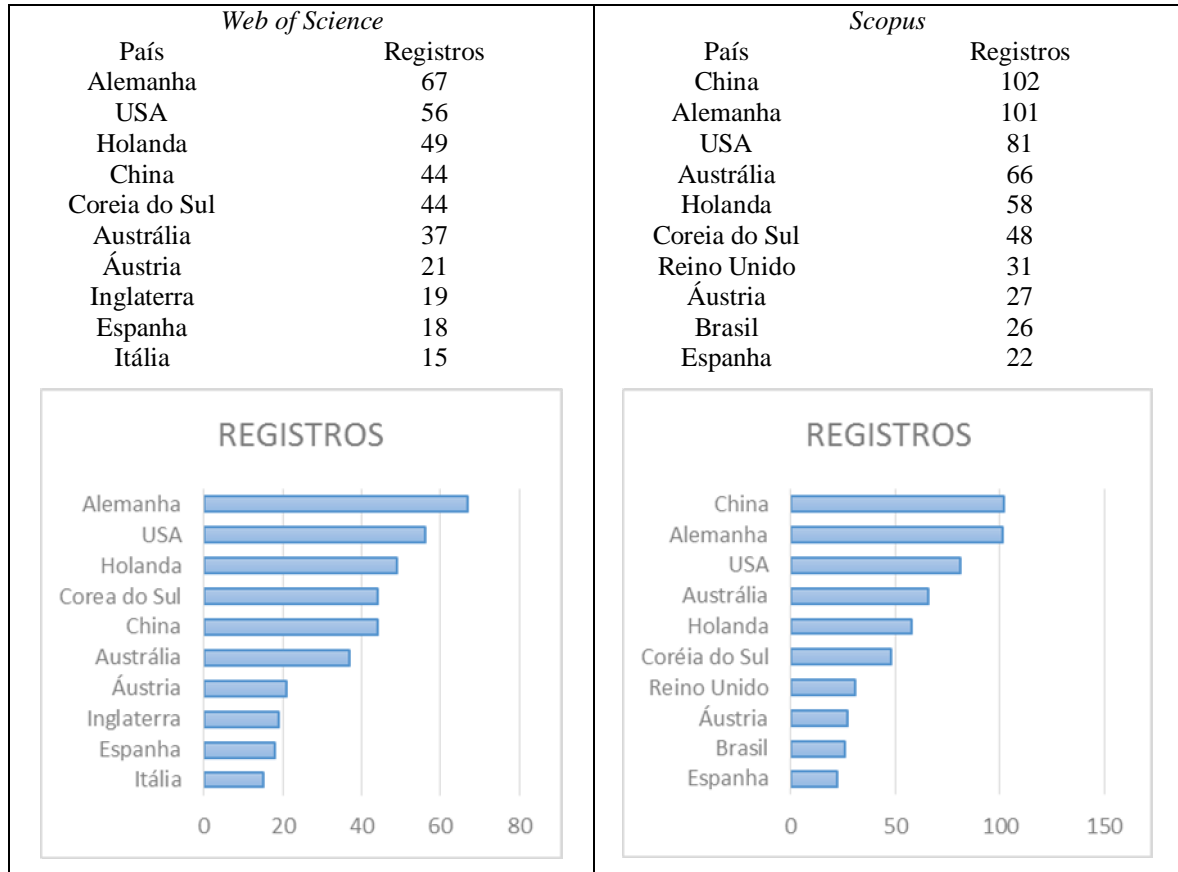 Web of Science
País Registros
Alemanha 67
USA 56
Holanda 49
China 44
Coreia do Sul 44
Austrália 37
Áustria 21
Inglaterra 19
Espanha 18
Itália 15
REGISTROS
Alemanha
USA
Holanda
Corea do Sul
China
Austrália
Áustria
Inglaterra
Espanha
Itália
0 20 40 60 80
Scopus
País Registros
China 102
Alemanha 101
USA 81
Austrália 66
Holanda 58
Coreia do Sul 48
Reino Unido 31
Áustria 27
Brasil 26
Espanha 22
REGISTROS
China
Alemanha
USA
Austrália
Holanda
Coréia do Sul
Reino Unido
Áustria
Brasil
Espanha
0 50 100 150